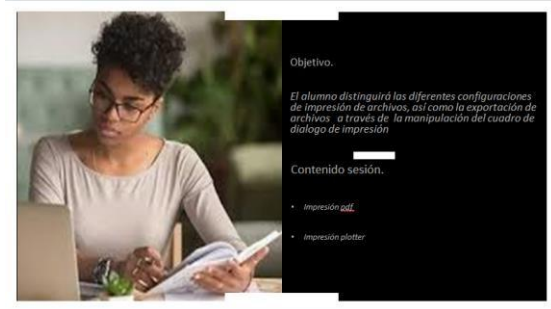 Objetivo.
El alumno distinguirá las diferentes configuraciones
de impresión de archivos, así como la exportación de
archivos a través de la manipulación del cuadro de
dialogo de impresión
Contenido sesión.
• Impresión pdf
• Impresión plotter